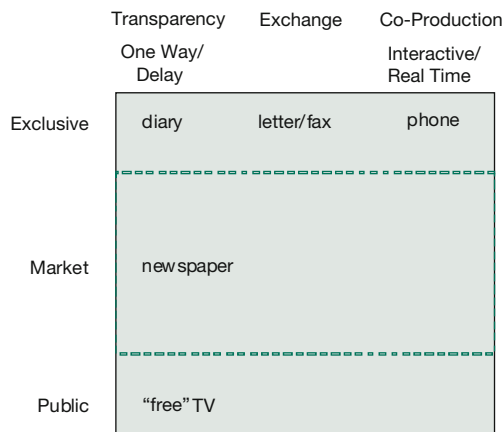 Transparency Exchange Co-Production
One Way/
Delay
Interactive/
Real Time
Exclusive diary letter/fax phone
Market newspaper
Public “free” TV